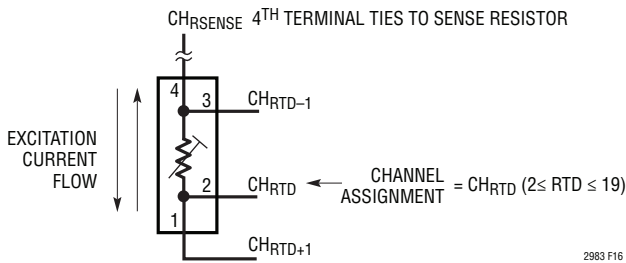 CHRSENSE 4TH TERMINAL TIES TO SENSE RESISTOR
4
3
CHRTD–1
EXCITATION
CURRENT
FLOW
2
CHRTD
CHANNEL
ASSIGNMENT
= CHRTD (2≤ RTD ≤ 19)
1
CHRTD+1
2983 F16